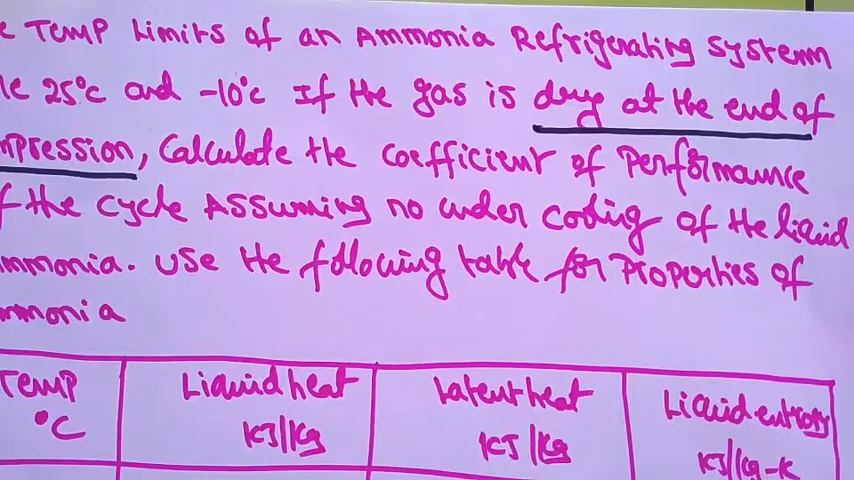 e Temp Limits of an Ammonia Refrigerating System
25°c and -10°c If the gas is dry at the end of
mpression, Calculate the coefficient of Performance
f the cycle Assuming no under cooling of the liquid
mmonia. Use the following table for Properties of
mmonia
Temp °C Liquid heat KJ/Kg Latent heat KJ/Kg Liquid entropy KJ/kg-K